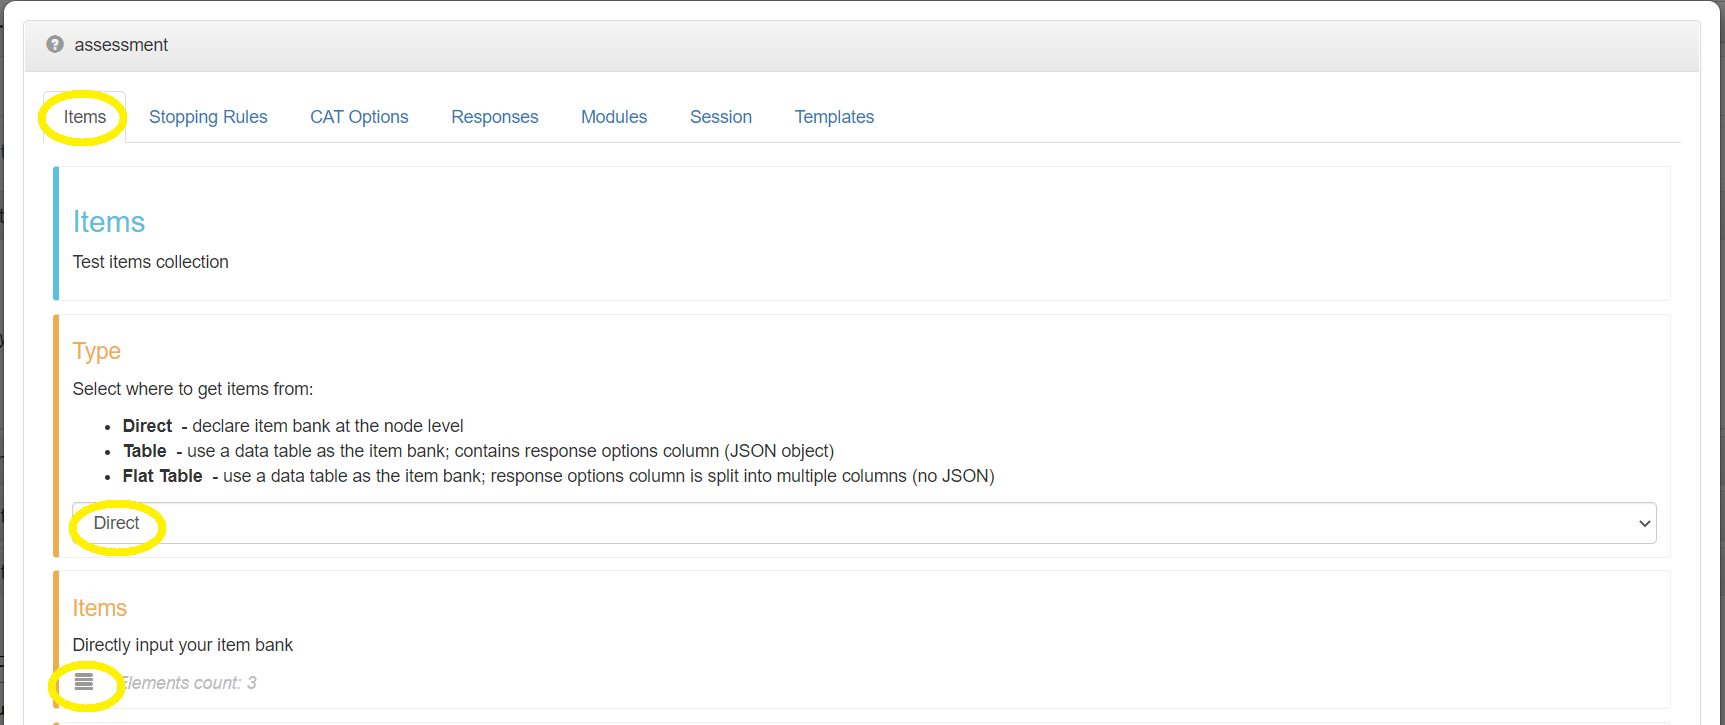 assessment
Items Stopping Rules CAT Options Responses Modules Session Templates
Items
Test items collection
Type
Select where to get items from:
Direct - declare item bank at the node level
Table - use a data table as the item bank; contains response options column (JSON object)
Flat Table - use a data table as the item bank; response options column is split into multiple columns (no JSON)
Direct
Items
Directly input your item bank
Elements count: 3